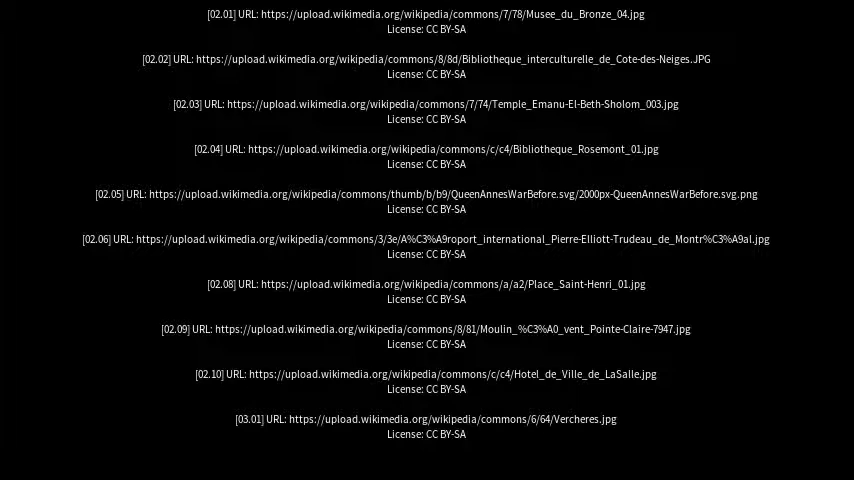 [02.01] URL: https://upload.wikimedia.org/wikipedia/commons/7/78/Musee_du_Bronze_04.jpg
License: CC BY-SA
[02.02] URL: https://upload.wikimedia.org/wikipedia/commons/8/8d/Bibliotheque_interculturelle_de_Cote-des-Neiges.JPG
License: CC BY-SA
[02.03] URL: https://upload.wikimedia.org/wikipedia/commons/7/74/Temple_Emanu-El-Beth-Sholom_003.jpg
License: CC BY-SA
[02.04] URL: https://upload.wikimedia.org/wikipedia/commons/c/c4/Bibliotheque_Rosemont_01.jpg
License: CC BY-SA
[02.05] URL: https://upload.wikimedia.org/wikipedia/commons/thumb/b/b9/QueenAnnesWarBefore.svg/2000px-QueenAnnesWarBefore.svg.png
License: CC BY-SA
[02.06] URL: https://upload.wikimedia.org/wikipedia/commons/3/3e/A%C3%A9roport_international_Pierre-Elliott-Trudeau_de_Montr%C3%A9al.jpg
License: CC BY-SA
[02.08] URL: https://upload.wikimedia.org/wikipedia/commons/a/a2/Place_Saint-Henri_01.jpg
License: CC BY-SA
[02.09] URL: https://upload.wikimedia.org/wikipedia/commons/8/81/Moulin_%C3%A0_vent_Pointe-Claire-7947.jpg
License: CC BY-SA
[02.10] URL: https://upload.wikimedia.org/wikipedia/commons/c/c4/Hotel_de_Ville_de_LaSalle.jpg
License: CC BY-SA
[03.01] URL: https://upload.wikimedia.org/wikipedia/commons/6/64/Vercheres.jpg
License: CC BY-SA